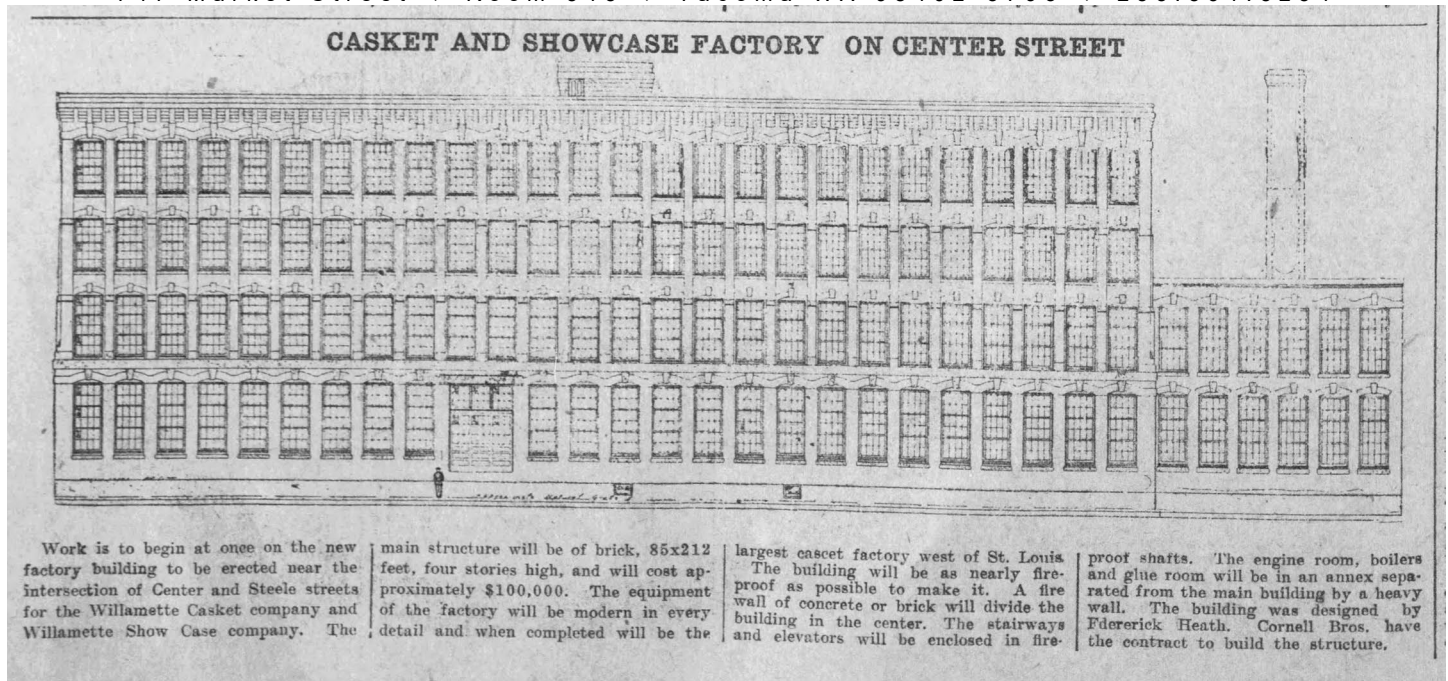 CASKET AND SHOWCASE FACTORY ON CENTER STREET
Work is to begin at once on the new
factory building to be erected near the
intersection of Center and Steele streets
for the Willamette Casket company and
Willamette Show Case company. The
main structure will be of brick, 85x212
feet, four stories high, and will cost ap-
proximately $100,000. The equipment
of the factory will be modern in every
detail and when completed will be the
largest cascet factory west of St. Louis
The building will be as nearly fire-
proof as possible to make it. A fire
wall of concrete or brick will divide the
building in the center. The stairways
and elevators will be enclosed in fire-
proof shafts. The engine room, boilers
and glue room will be in an annex sepa-
rated from the main building by a heavy
wall. The building was designed by
Fdererick Heath. Cornell Bros. have
the contract to build the structure.